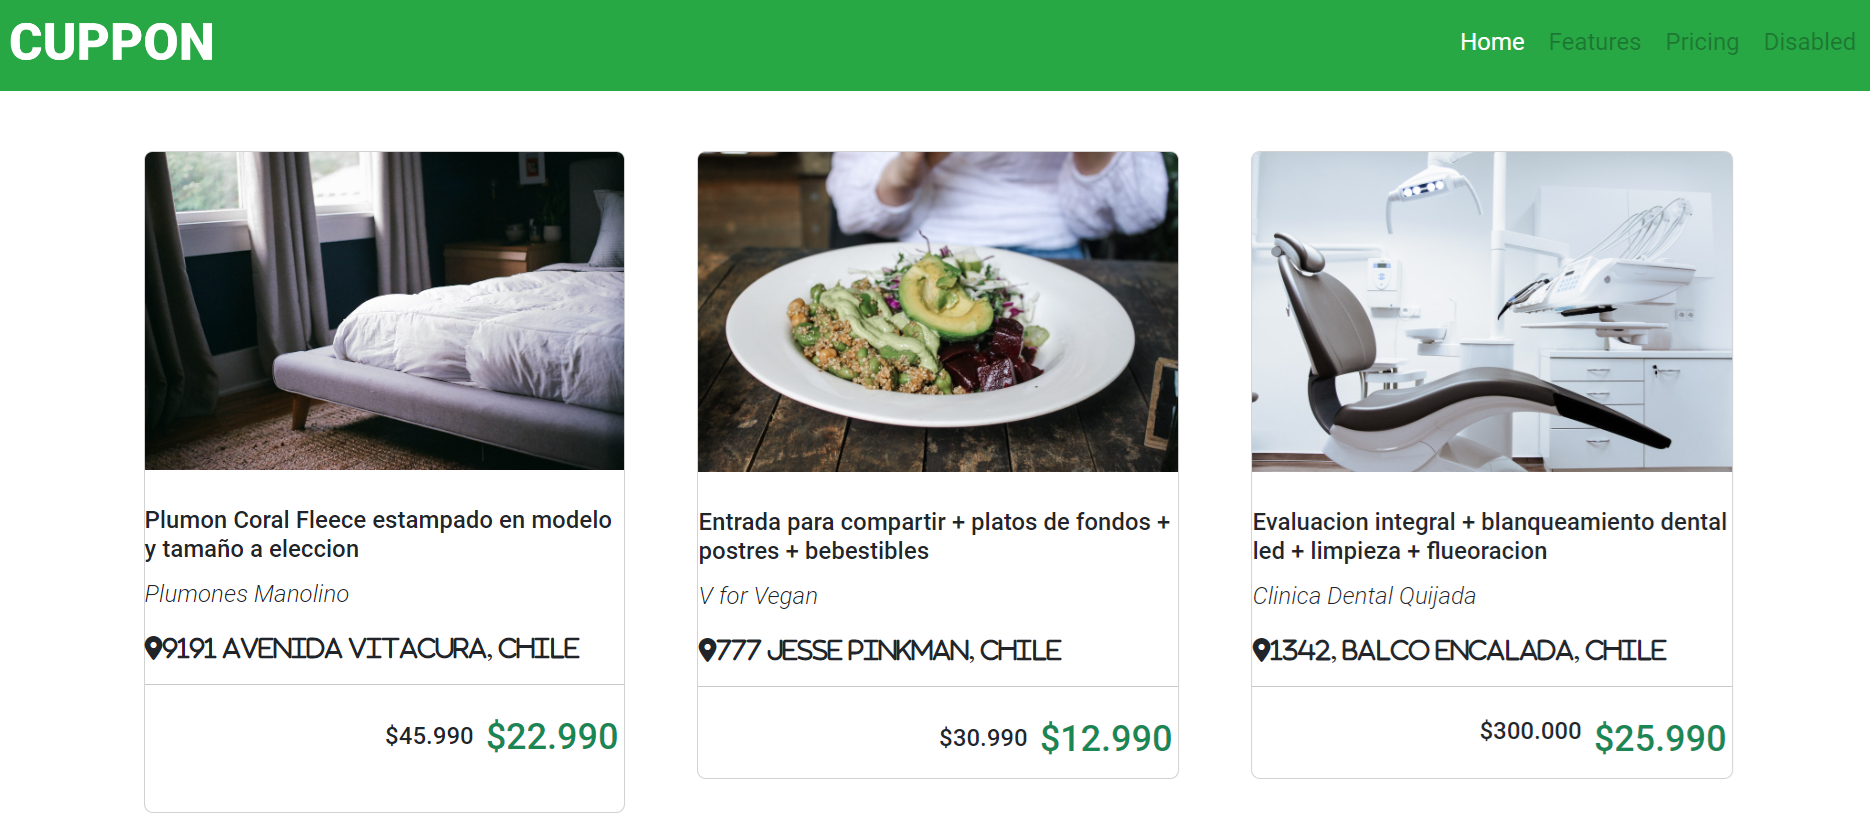 CUPPON
Home Features Pricing Disabled
Plumon Coral Fleece estampado en modelo
y tamaño a eleccion
Plumones Manolino
9191 AVENIDA VITACURA, CHILE
$45.990 $22.990
Entrada para compartir + platos de fondos +
postres + bebestibles
V for Vegan
777 JESSE PINKMAN, CHILE
$30.990 $12.990
Evaluacion integral + blanqueamiento dental
led + limpieza + flueoracion
Clinica Dental Quijada
1342, BALCO ENCALADA, CHILE
$300.000 $25.990